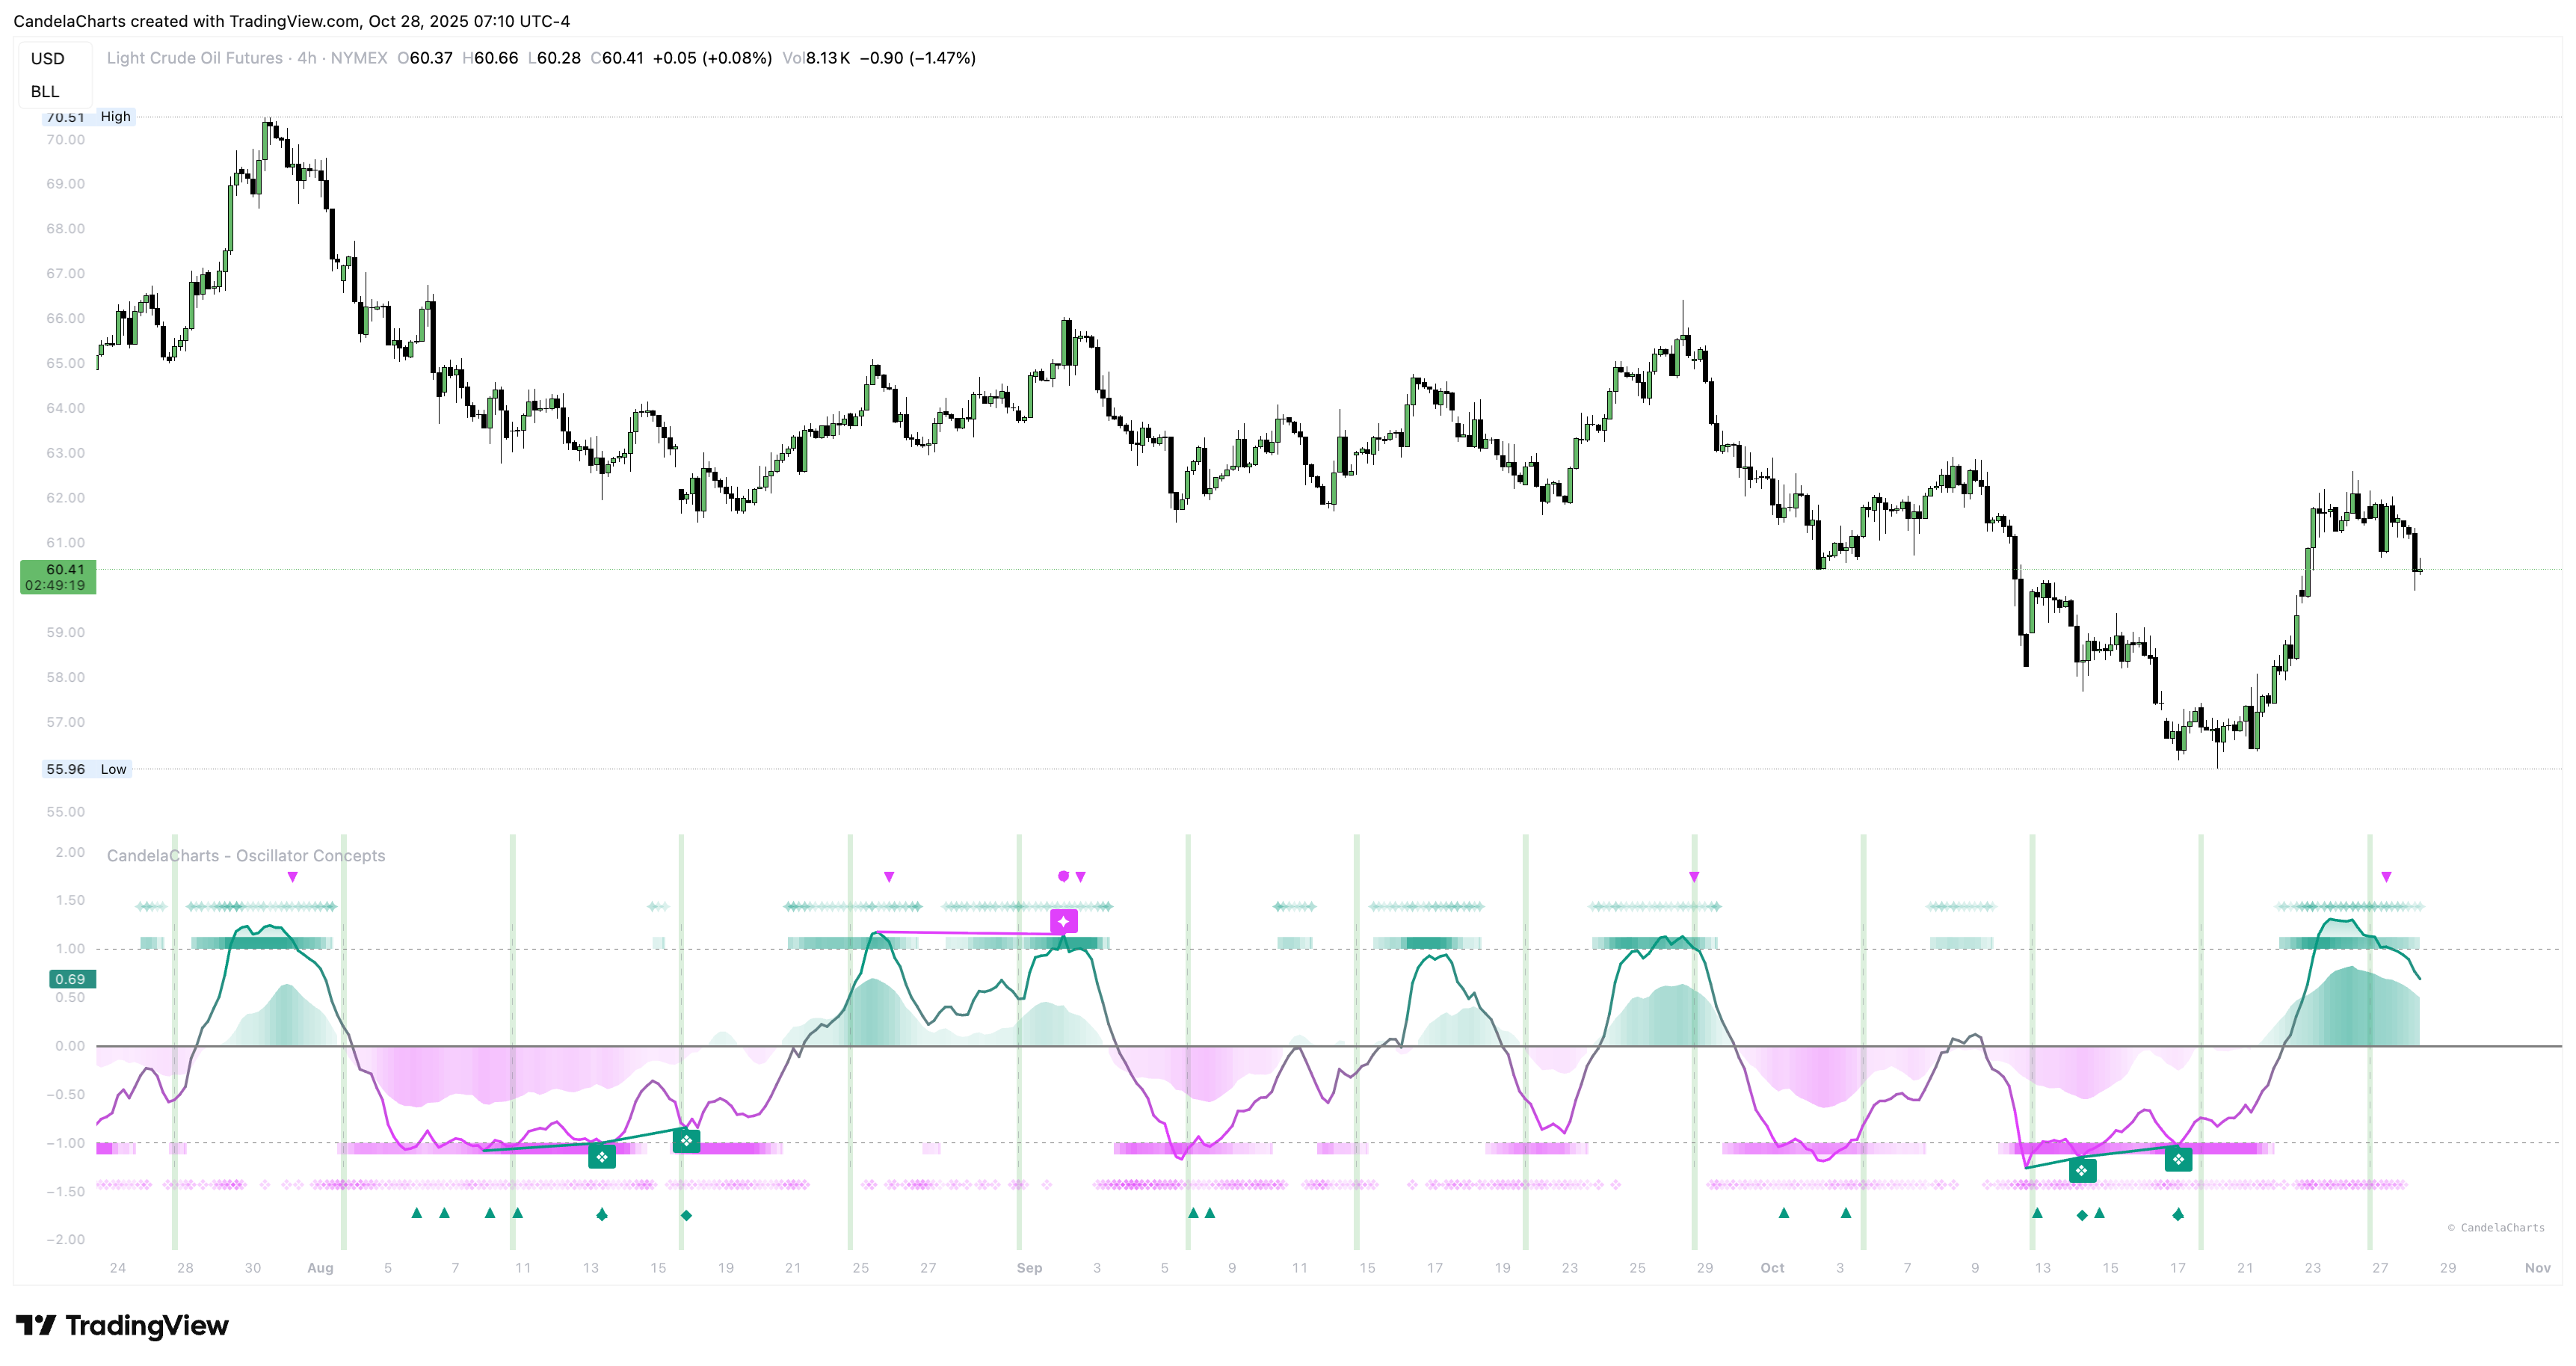 CandelaCharts created with TradingView.com, Oct 28, 2025 07:10 UTC-4
USD
BLL
Light Crude Oil Futures · 4h · NYMEX O60.37 H60.66 L60.28 C60.41 +0.05 (+0.08%) Vol8.13 K −0.90 (−1.47%)
70.51 High
70.00
69.00
68.00
67.00
66.00
65.00
64.00
63.00
62.00
61.00
60.41
02:49:19
59.00
58.00
57.00
55.96 Low
55.00
2.00
CandelaCharts - Oscillator Concepts
1.50
1.00
0.69
0.50
0.00
−0.50
−1.00
−1.50
−2.00
© CandelaCharts
24 28 30 Aug 5 7 11 13 15 19 21 25 27 Sep 3 5 9 11 15 17 19 23 25 29 Oct 3 7 9 13 15 17 21 23 27 29 Nov
TradingView